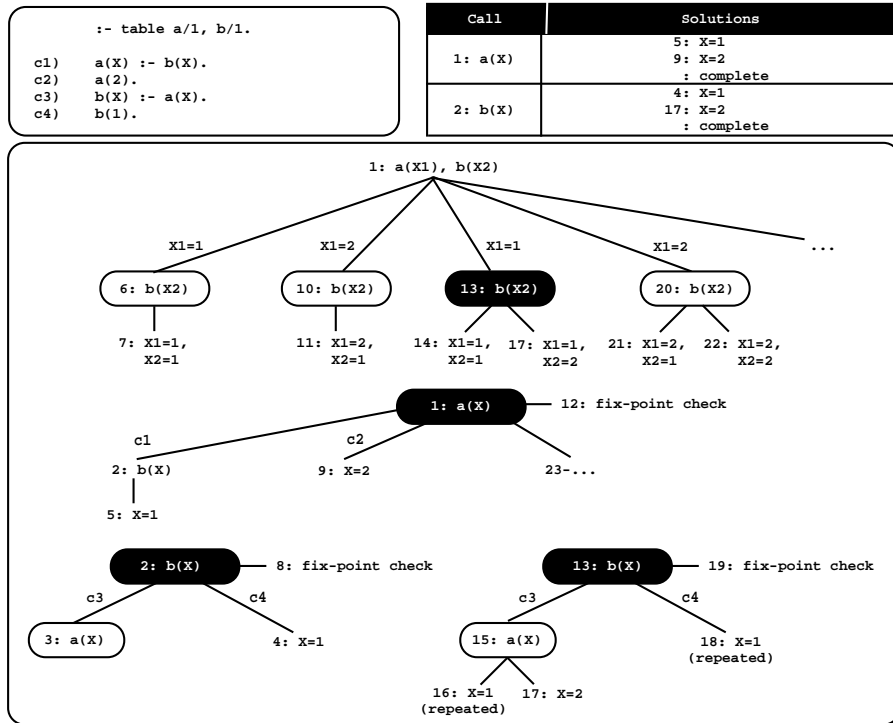 :- table a/1, b/1.
c1) a(X) :- b(X).
c2) a(2).
c3) b(X) :- a(X).
c4) b(1).
Call Solutions
1: a(X)
5: X=1
9: X=2
: complete
2: b(X)
4: X=1
17: X=2
: complete
1: a(X1), b(X2)
X1=1 X1=2 X1=1 X1=2 ...
6: b(X2) 10: b(X2) 13: b(X2) 20: b(X2)
7: X1=1, 11: X1=2, 14: X1=1, 17: X1=1, 21: X1=2, 22: X1=2,
X2=1 X2=1 X2=1 X2=2 X2=1 X2=2
1: a(X) 12: fix-point check
c1 c2
2: b(X) 9: X=2 23-...
5: X=1
2: b(X) 8: fix-point check 13: b(X) 19: fix-point check
c3 c4 c3 c4
3: a(X) 4: X=1 15: a(X) 18: X=1
(repeated)
16: X=1 17: X=2
(repeated)